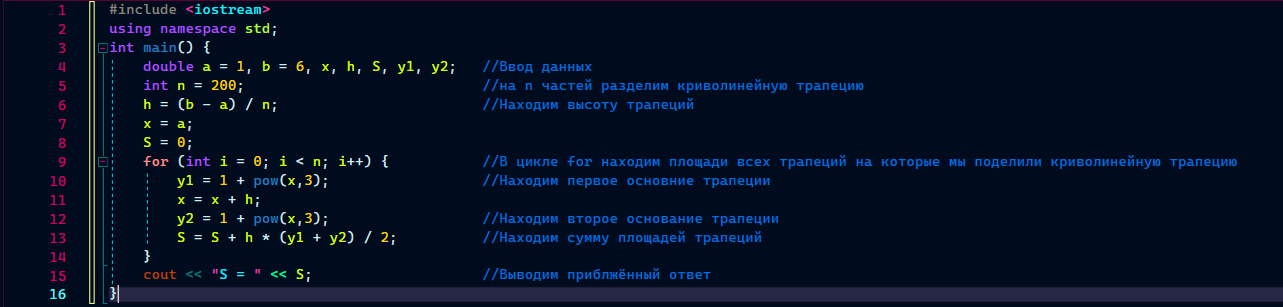 1 #include <iostream>
2 using namespace std;
3 int main() {
4 double a = 1, b = 6, x, h, S, y1, y2; //Ввод данных
5 int n = 200; //на n частей разделим криволинейную трапецию
6 h = (b - a) / n; //Находим высоту трапеций
7 x = a;
8 S = 0;
9 for (int i = 0; i < n; i++) { //В цикле for находим площади всех трапеций на которые мы поделили криволинейную трапецию
10 y1 = 1 + pow(x,3); //Находим первое основние трапеции
11 x = x + h;
12 y2 = 1 + pow(x,3); //Находим второе основание трапеции
13 S = S + h * (y1 + y2) / 2; //Находим сумму площадей трапеций
14 }
15 cout << "S = " << S; //Выводим приблжённый ответ
16 }